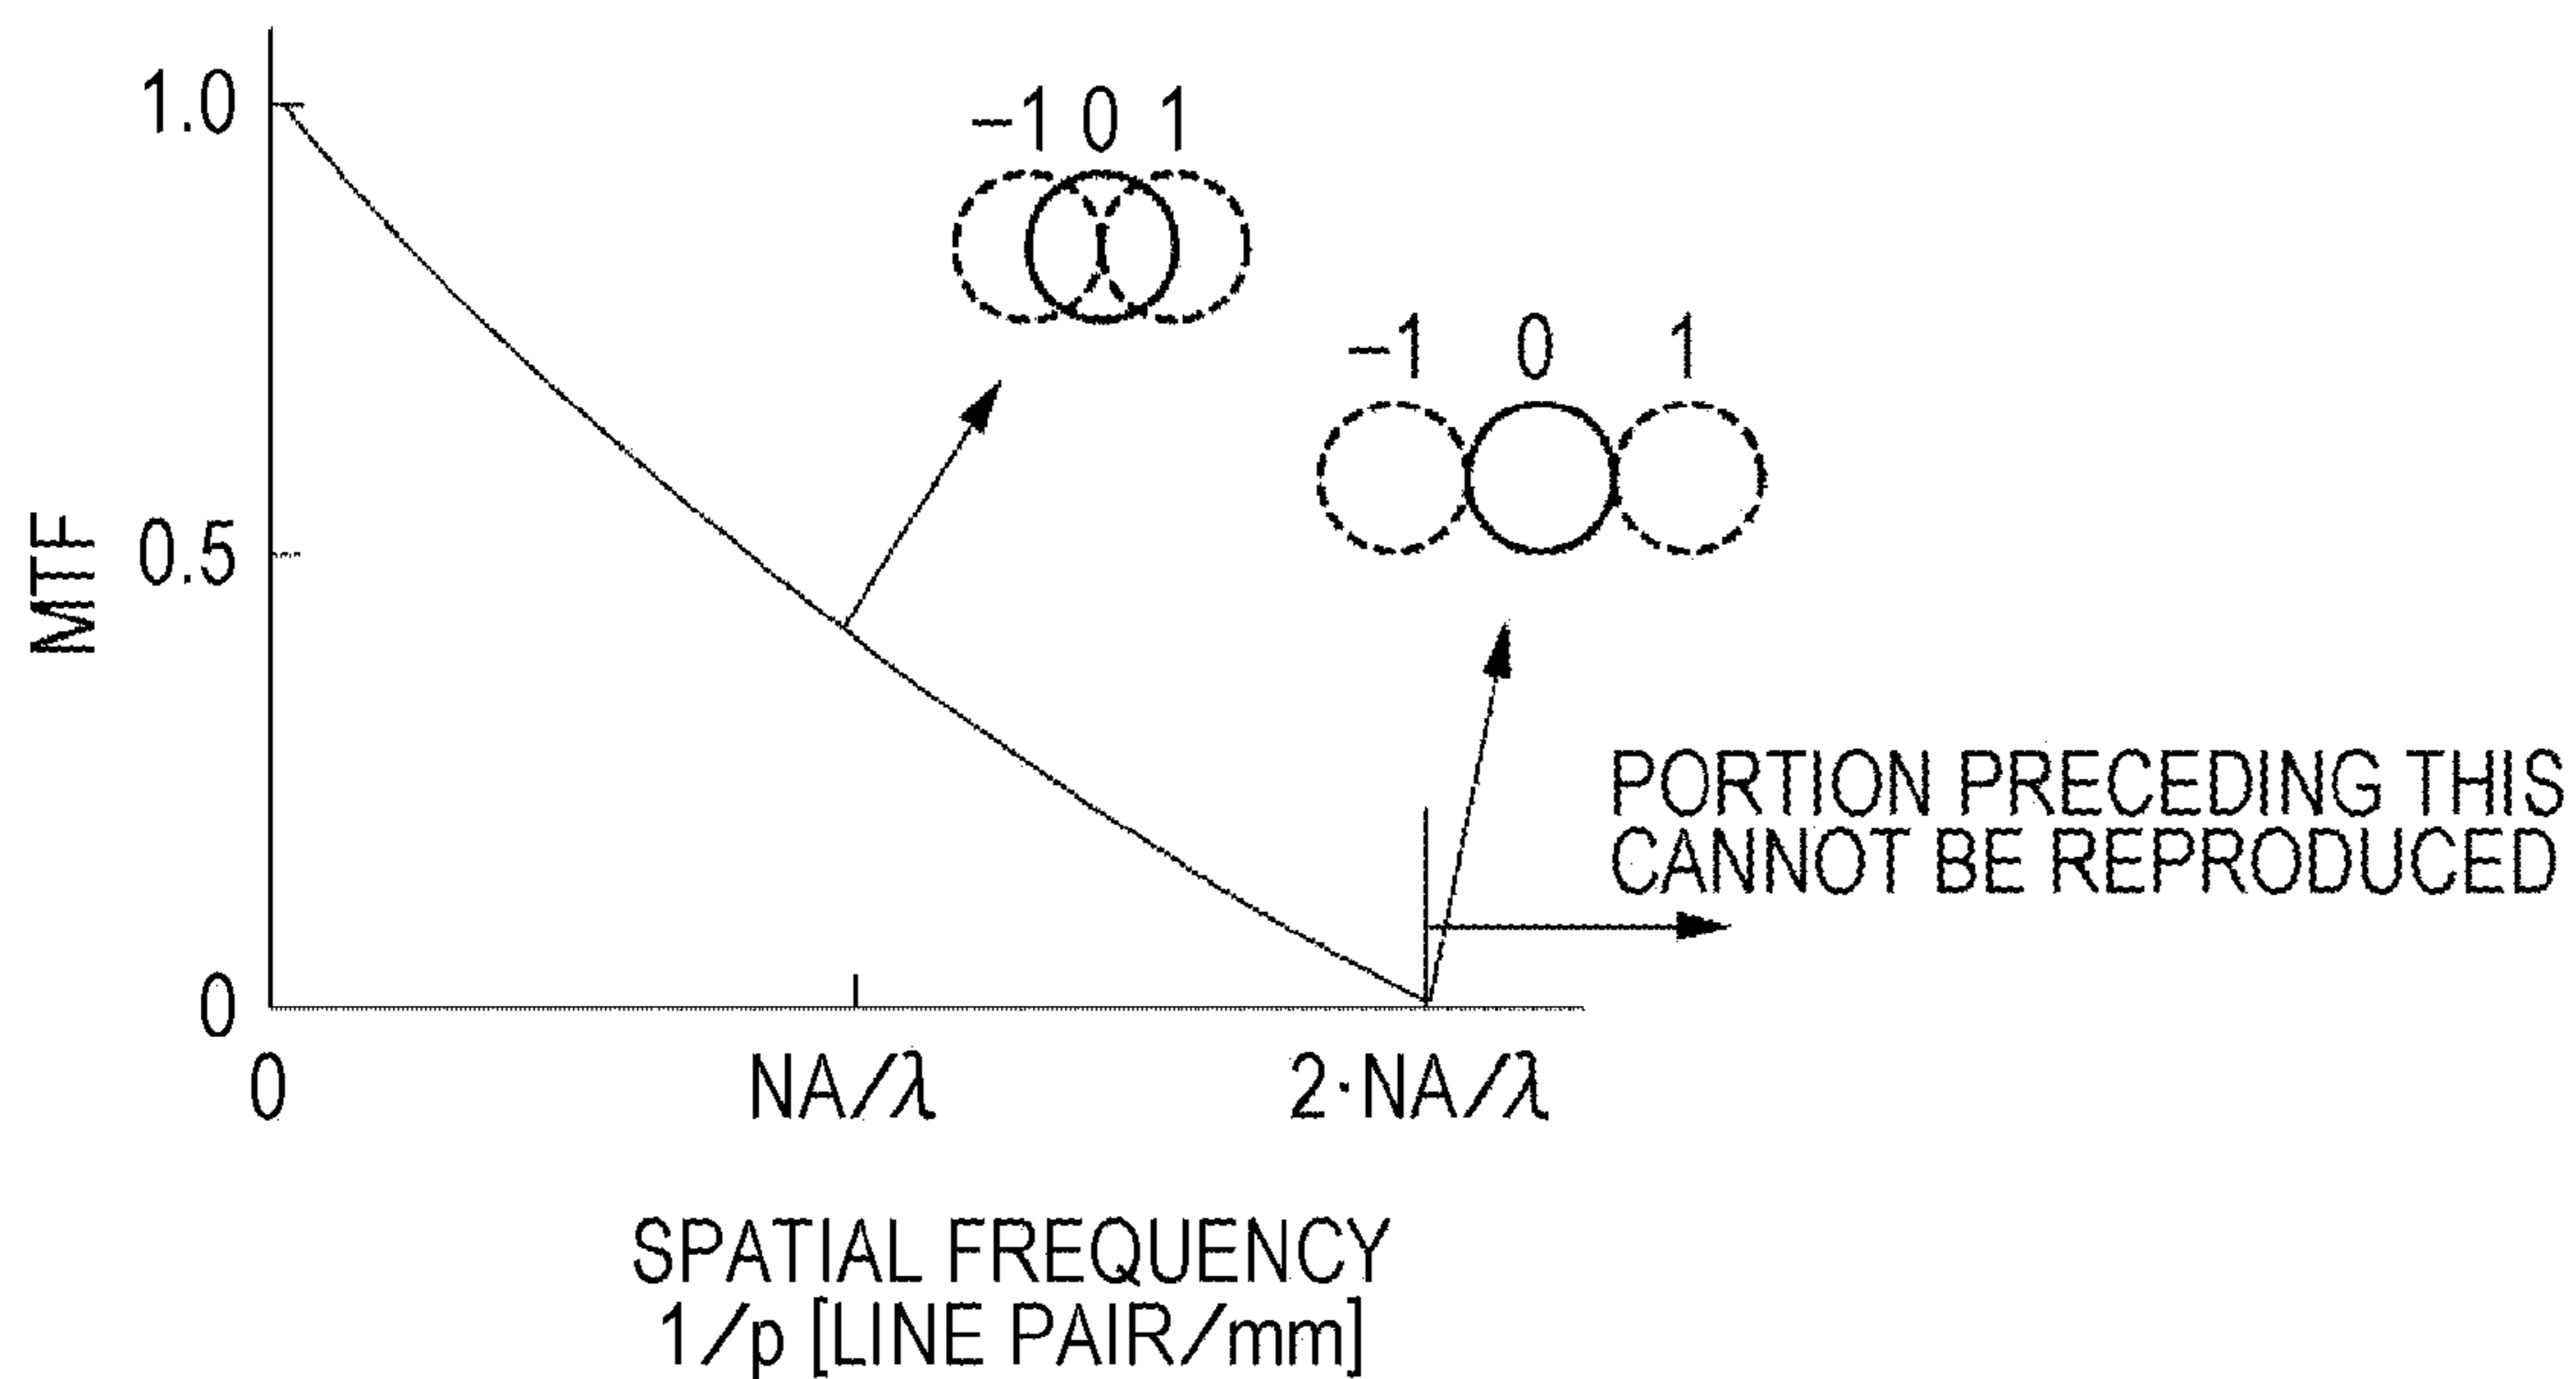 1.0
–1 0 1
–1 0 1
0.5
MTF
PORTION PRECEDING THIS
CANNOT BE REPRODUCED
0
0
NA/λ
2·NA/λ
SPATIAL FREQUENCY
1/p [LINE PAIR/mm]